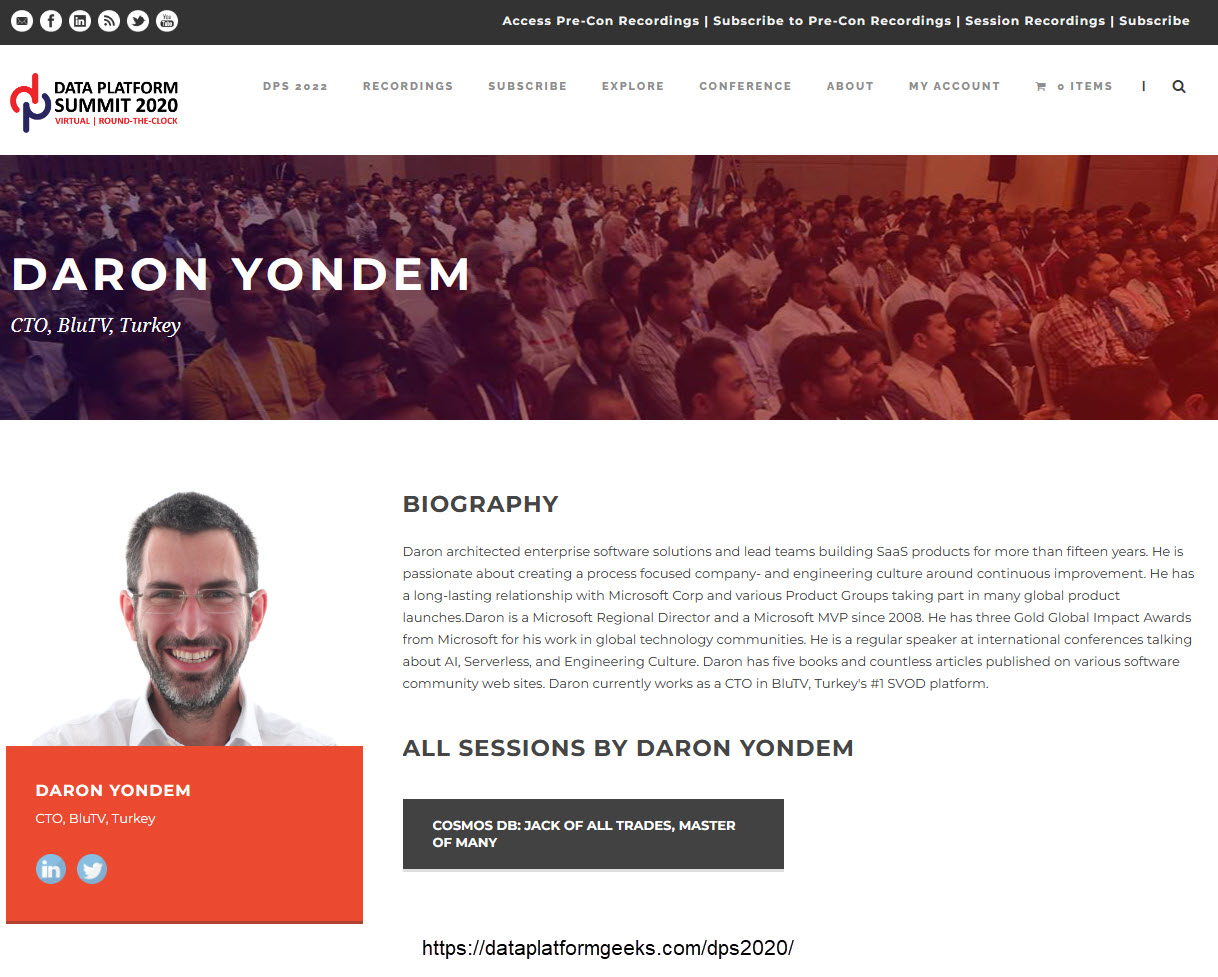 Access Pre-Con Recordings | Subscribe to Pre-Con Recordings | Session Recordings | Subscribe
DATA PLATFORM
SUMMIT 2020
VIRTUAL | ROUND-THE-CLOCK
DPS 2022 RECORDINGS SUBSCRIBE EXPLORE CONFERENCE ABOUT MY ACCOUNT 0 ITEMS |
DARON YONDEM
CTO, BluTV, Turkey
BIOGRAPHY
Daron architected enterprise software solutions and lead teams building SaaS products for more than fifteen years. He is
passionate about creating a process focused company- and engineering culture around continuous improvement. He has
a long-lasting relationship with Microsoft Corp and various Product Groups taking part in many global product
launches.Daron is a Microsoft Regional Director and a Microsoft MVP since 2008. He has three Gold Global Impact Awards
from Microsoft for his work in global technology communities. He is a regular speaker at international conferences talking
about AI, Serverless, and Engineering Culture. Daron has five books and countless articles published on various software
community web sites. Daron currently works as a CTO in BluTV, Turkey's #1 SVOD platform.
ALL SESSIONS BY DARON YONDEM
DARON YONDEM
CTO, BluTV, Turkey
in
COSMOS DB: JACK OF ALL TRADES, MASTER
OF MANY
https://dataplatformgeeks.com/dps2020/